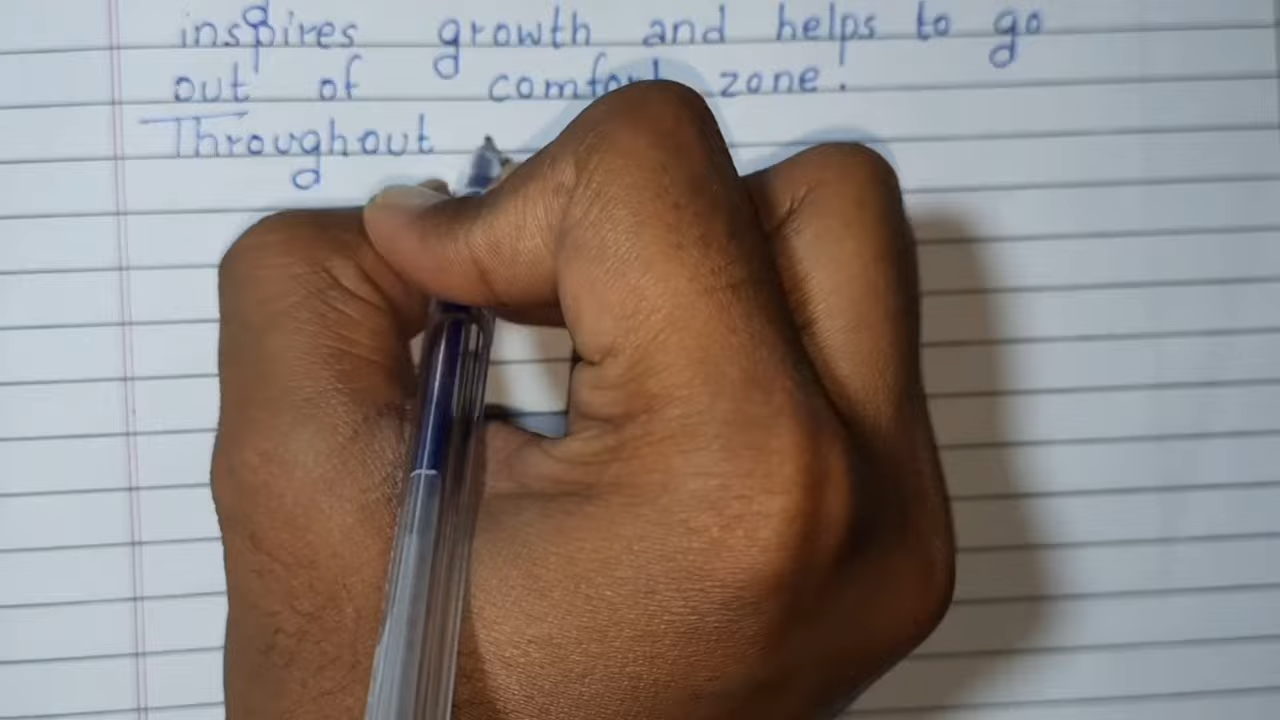 inspires growth and helps to go
out of comfort zone.
Throughout